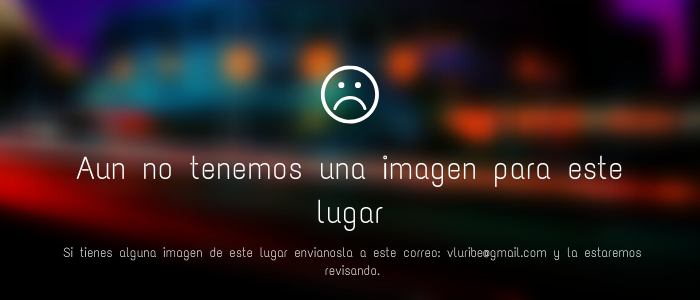 Aun no tenemos una imagen para este
lugar
Si tienes alguna imagen de este lugar envianosla a este correo: vluribe@gmail.com y la estaremos
revisando.